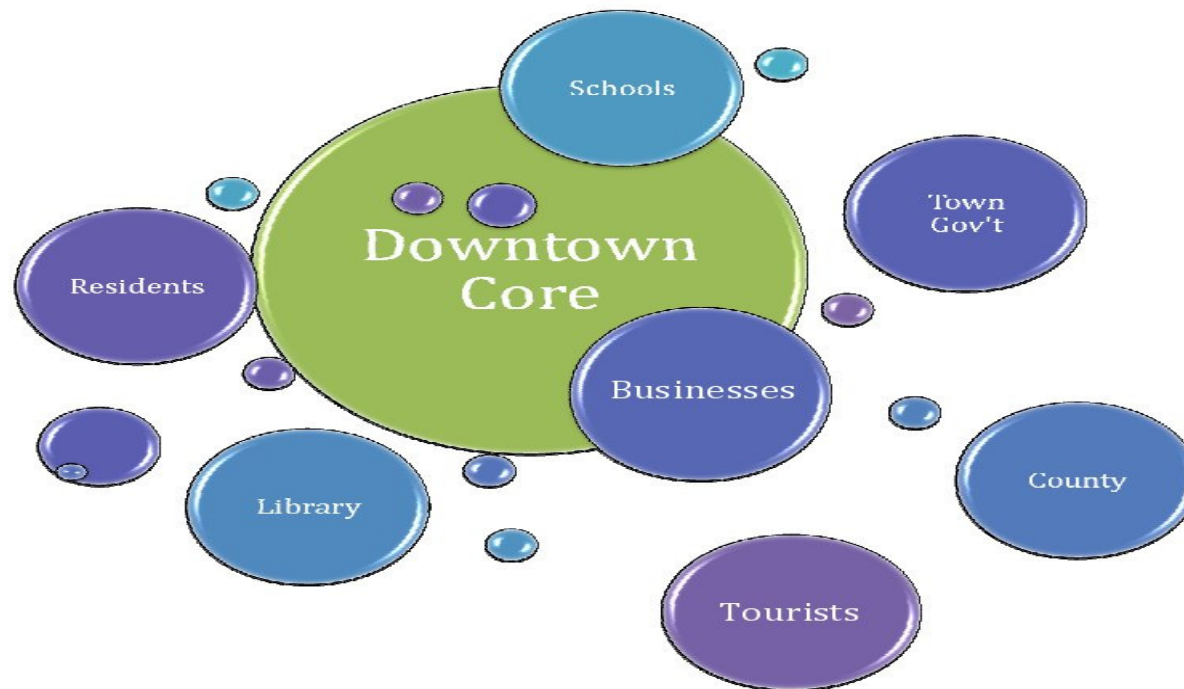 Schools
Town
Gov't
Downtown
Core
Residents
Businesses
County
Library
Tourists